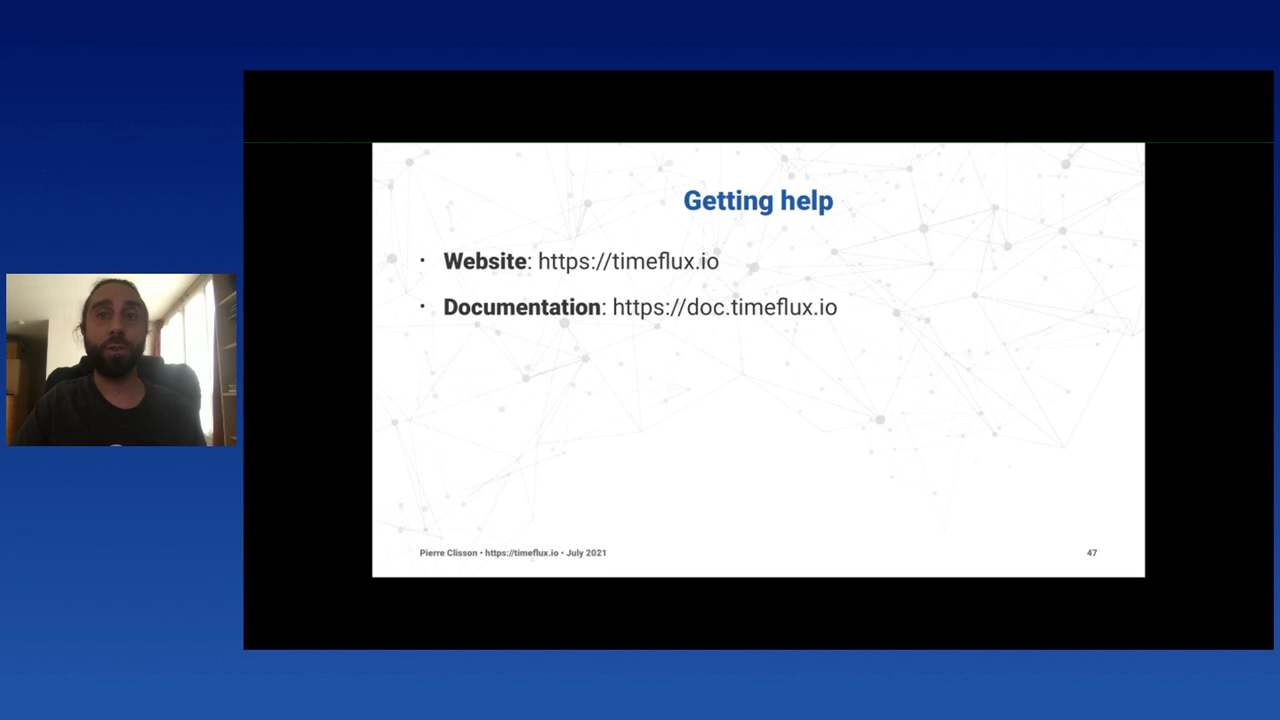 Getting help
• Website: https://timeflux.io
• Documentation: https://doc.timeflux.io
Pierre Clisson • https://timeflux.io • July 2021
47